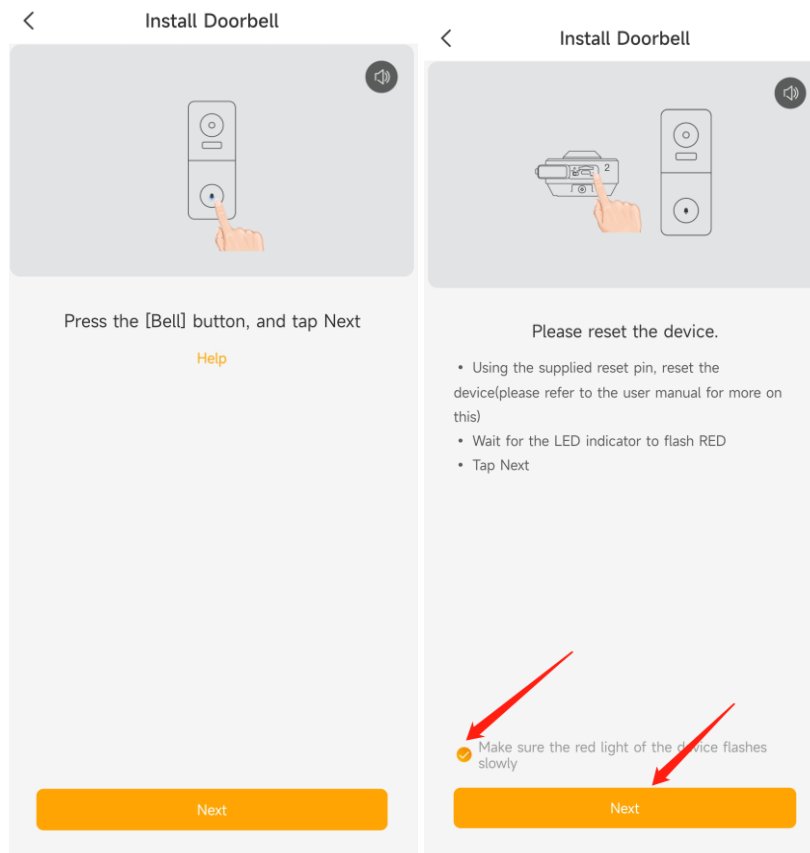 Install Doorbell
Press the [Bell] button, and tap Next
Help
Next
Install Doorbell
2
Please reset the device.
• Using the supplied reset pin, reset the
device(please refer to the user manual for more on
this)
• Wait for the LED indicator to flash RED
• Tap Next
Make sure the red light of the device flashes
slowly
Next